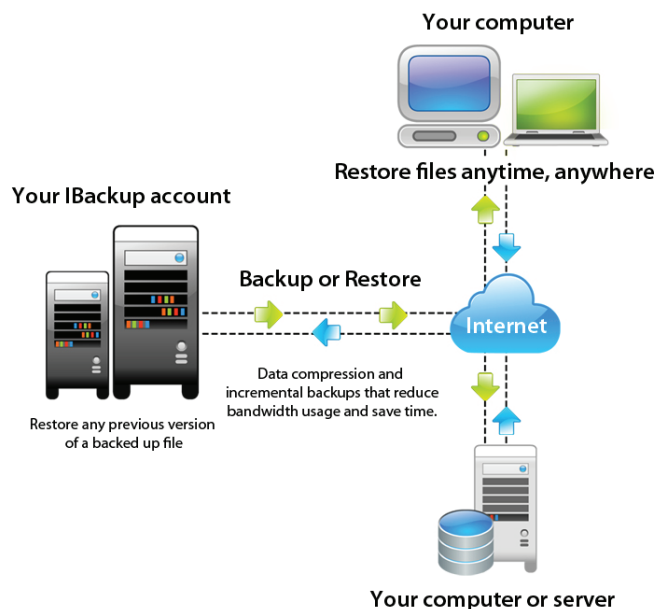 Your computer
Restore files anytime, anywhere
Your IBackup account
Backup or Restore
Internet
Data compression and
incremental backups that reduce
bandwidth usage and save time.
Restore any previous version
of a backed up file
Your computer or server